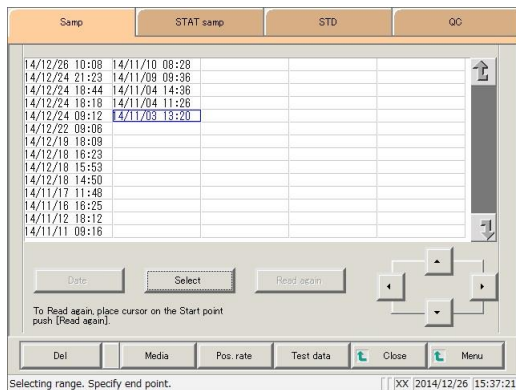 Samp STAT samp STD QC
14/12/26 10:08 14/11/10 08:28
14/12/24 21:23 14/11/09 09:36
14/12/24 18:44 14/11/04 14:36
14/12/24 18:18 14/11/04 11:26
14/12/24 09:12 14/11/03 13:20
14/12/22 09:06
14/12/19 18:09
14/12/18 16:23
14/12/18 15:53
14/12/18 14:50
14/11/17 11:48
14/11/16 16:25
14/11/12 18:12
14/11/11 09:16
Date Select Read again
To Read again, place cursor on the Start point
push [Read again].
Del Media Pos. rate Test data Close Menu
Selecting range. Specify end point. XX 2014/12/26 15:37:21